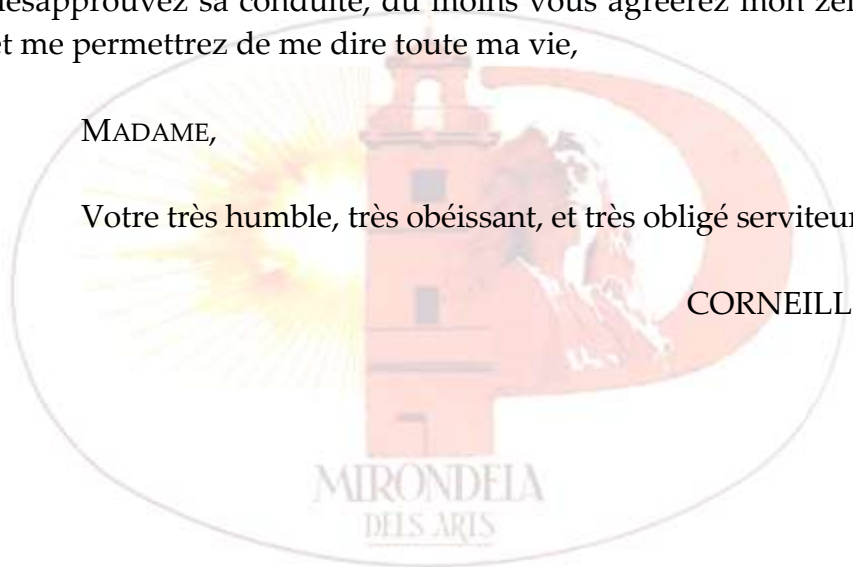 désapprouvez sa conduite, du moins vous agréerez mon zèl
et me permettrez de me dire toute ma vie,
MADAME,
Votre très humble, très obéissant, et très obligé serviteur
CORNEILL
MIRONDELA
DELS ARTS